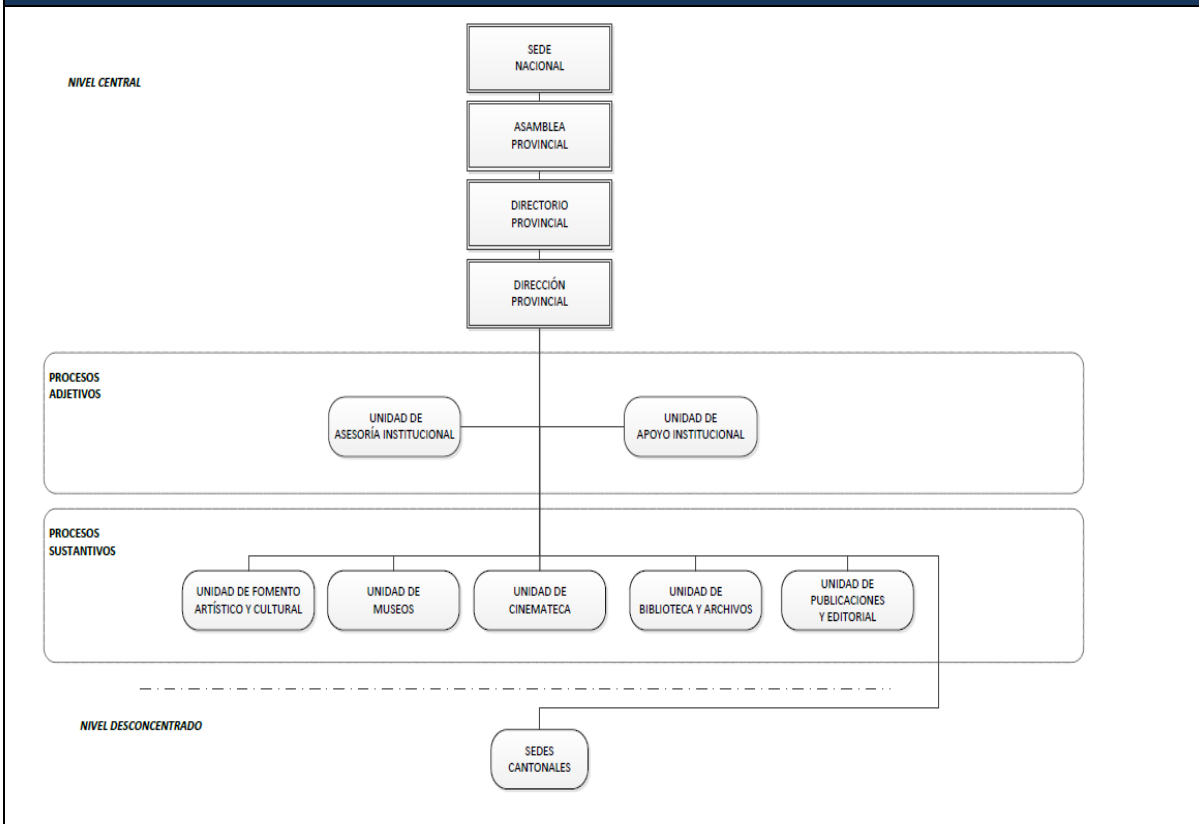 SEDE
NACIONAL
NIVEL CENTRAL
ASAMBLEA
PROVINCIAL
DIRECTORIO
PROVINCIAL
DIRECCIÓN
PROVINCIAL
PROCESOS
ADJETIVOS
UNIDAD DE
ASESORÍA INSTITUCIONAL
UNIDAD DE
APOYO INSTITUCIONAL
PROCESOS
SUSTANTIVOS
UNIDAD DE FOMENTO
ARTÍSTICO Y CULTURAL
UNIDAD DE
MUSEOS
UNIDAD DE
CINEMATECA
UNIDAD DE
BIBLIOTECA Y ARCHIVOS
UNIDAD DE
PUBLICACIONES
Y EDITORIAL
NIVEL DESCONCENTRADO
SEDES
CANTONALES